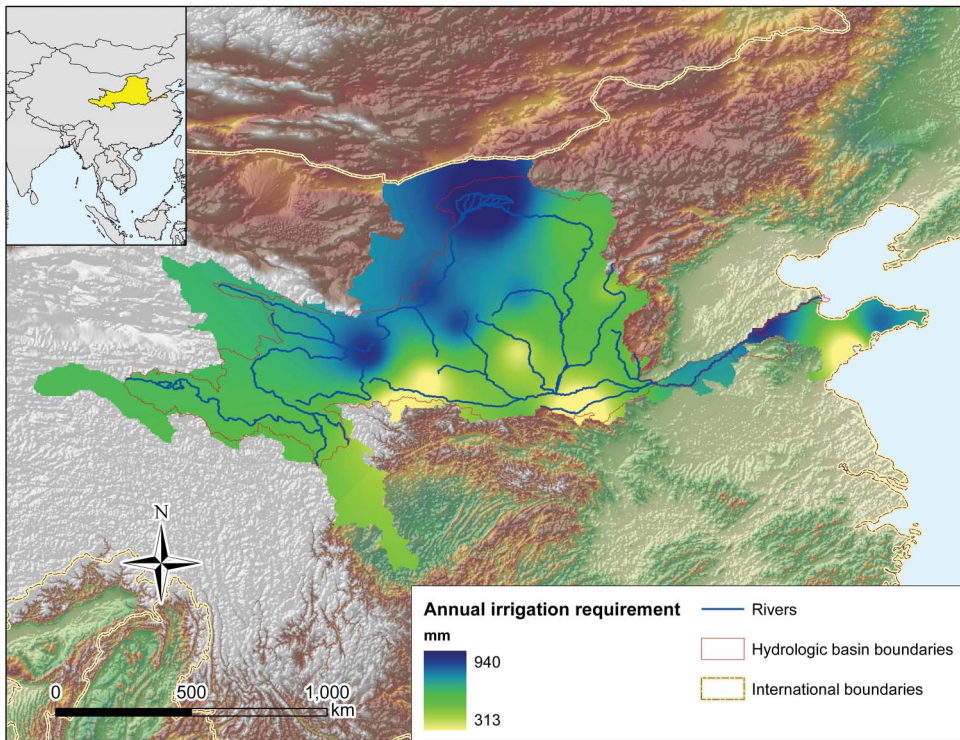 N
0 500 1,000
km
Annual irrigation requirement
mm
940
313
Rivers
Hydrologic basin boundaries
International boundaries